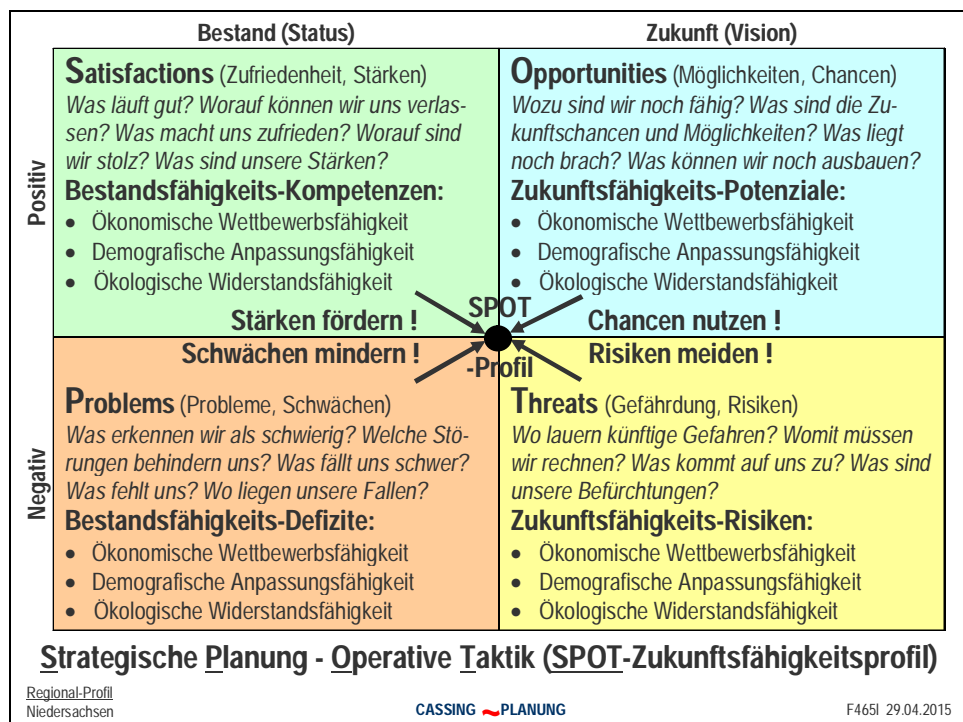 Bestand (Status)
Zukunft (Vision)
Positiv
Satisfactions (Zufriedenheit, Stärken)
Was läuft gut? Worauf können wir uns verlas-
sen? Was macht uns zufrieden? Worauf sind
wir stolz? Was sind unsere Stärken?
Bestandsfähigkeits-Kompetenzen:
• Ökonomische Wettbewerbsfähigkeit
• Demografische Anpassungsfähigkeit
• Ökologische Widerstandsfähigkeit
Stärken fördern !
Opportunities (Möglichkeiten, Chancen)
Wozu sind wir noch fähig? Was sind die Zu-
kunftschancen und Möglichkeiten? Was liegt
noch brach? Was können wir noch ausbauen?
Zukunftsfähigkeits-Potenziale:
• Ökonomische Wettbewerbsfähigkeit
• Demografische Anpassungsfähigkeit
• Ökologische Widerstandsfähigkeit
Chancen nutzen !
SPOT
-Profil
Negativ
Schwächen mindern !
Problems (Probleme, Schwächen)
Was erkennen wir als schwierig? Welche Stö-
rungen behindern uns? Was fällt uns schwer?
Was fehlt uns? Wo liegen unsere Fallen?
Bestandsfähigkeits-Defizite:
• Ökonomische Wettbewerbsfähigkeit
• Demografische Anpassungsfähigkeit
• Ökologische Widerstandsfähigkeit
Risiken meiden !
Threats (Gefährdung, Risiken)
Wo lauern künftige Gefahren? Womit müssen
wir rechnen? Was kommt auf uns zu? Was sind
unsere Befürchtungen?
Zukunftsfähigkeits-Risiken:
• Ökonomische Wettbewerbsfähigkeit
• Demografische Anpassungsfähigkeit
• Ökologische Widerstandsfähigkeit
Strategische Planung - Operative Taktik (SPOT-Zukunftsfähigkeitsprofil)
Regional-Profil
Niedersachsen
CASSING PLANUNG
F465l 29.04.2015